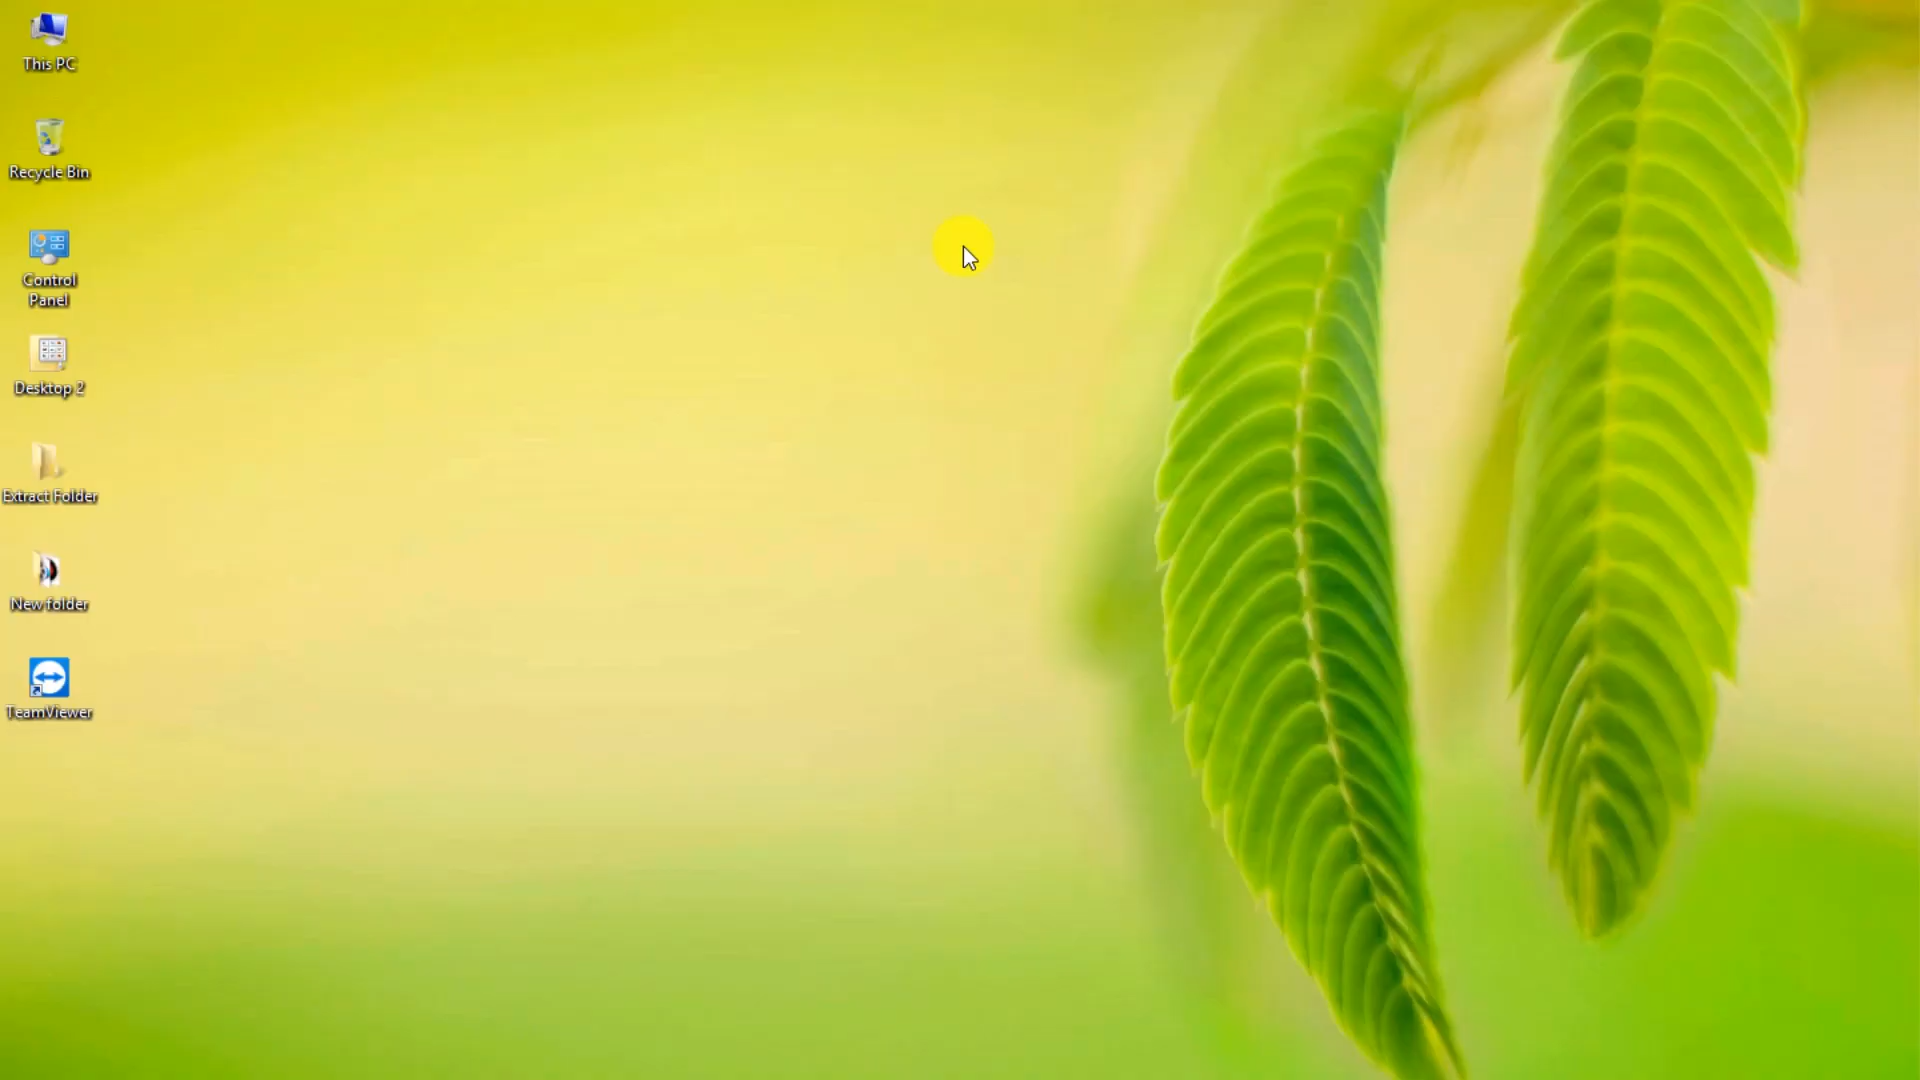 This PC
Recycle Bin
Control
Panel
Desktop 2
Extract Folder
New folder
TeamViewer